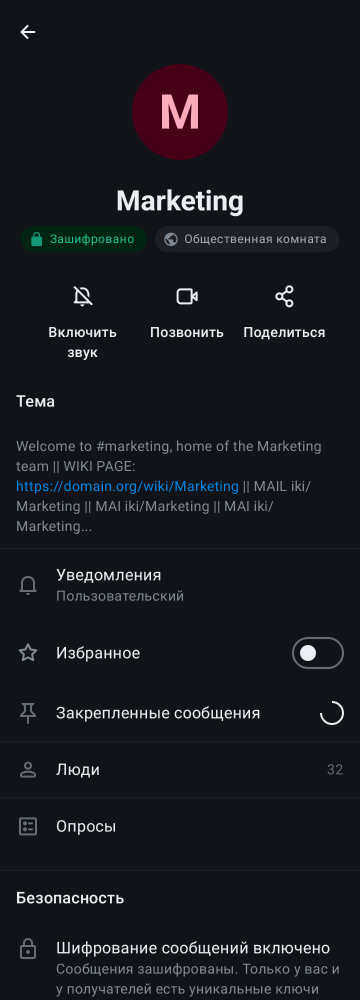 M
Marketing
Зашифровано
Общественная комната
Включить
звук
Позвонить
Поделиться
Тема
Welcome to #marketing, home of the Marketing
team || WIKI PAGE:
https://domain.org/wiki/Marketing || MAIL iki/
Marketing || MAI iki/Marketing || MAI iki/
Marketing...
Уведомления
Пользовательский
Избранное
Закрепленные сообщения
Люди
32
Опросы
Безопасность
Шифрование сообщений включено
Сообщения зашифрованы. Только у вас и
у получателей есть уникальные ключи